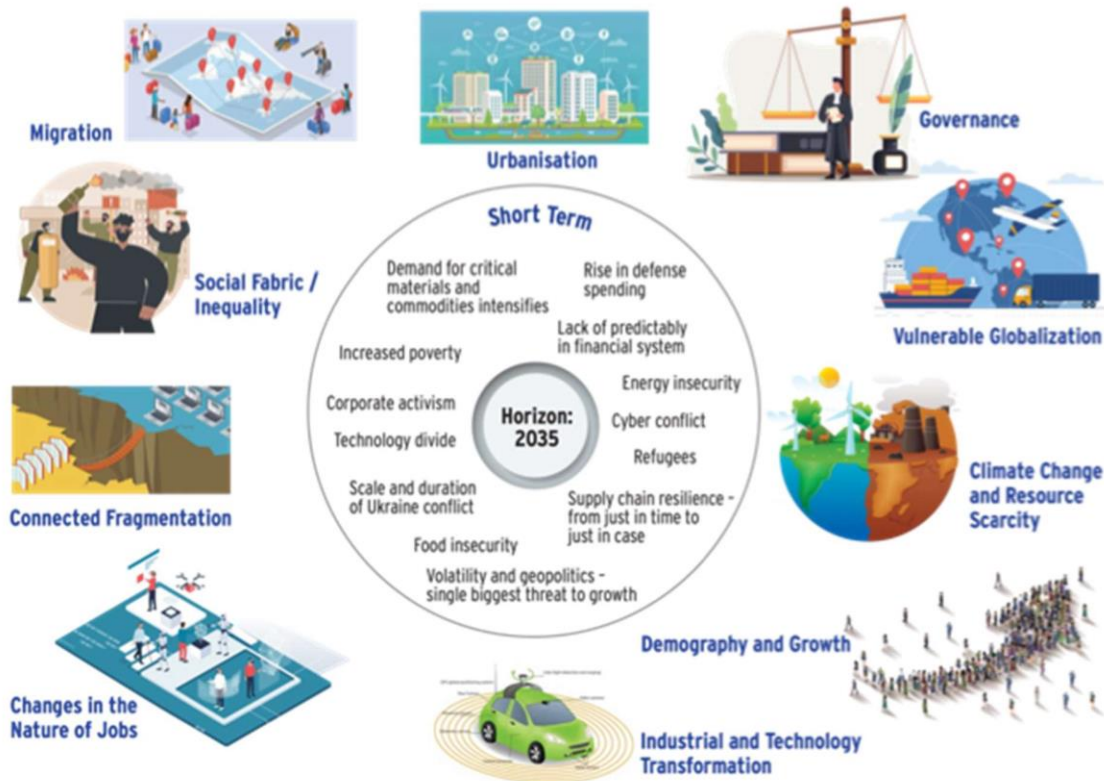 Migration
Urbanisation
Governance
Social Fabric /
Inequality
Vulnerable Globalization
Connected Fragmentation
Climate Change
and Resource
Scarcity
Changes in the
Nature of Jobs
Demography and Growth
Industrial and Technology
Transformation
Short Term
Demand for critical
materials and
commodities intensifies
Rise in defense
spending
Lack of predictably
in financial system
Increased poverty
Energy insecurity
Corporate activism
Cyber conflict
Technology divide
Refugees
Horizon:
2035
Scale and duration
of Ukraine conflict
Supply chain resilience -
from just in time to
just in case
Food insecurity
Volatility and geopolitics -
single biggest threat to growth